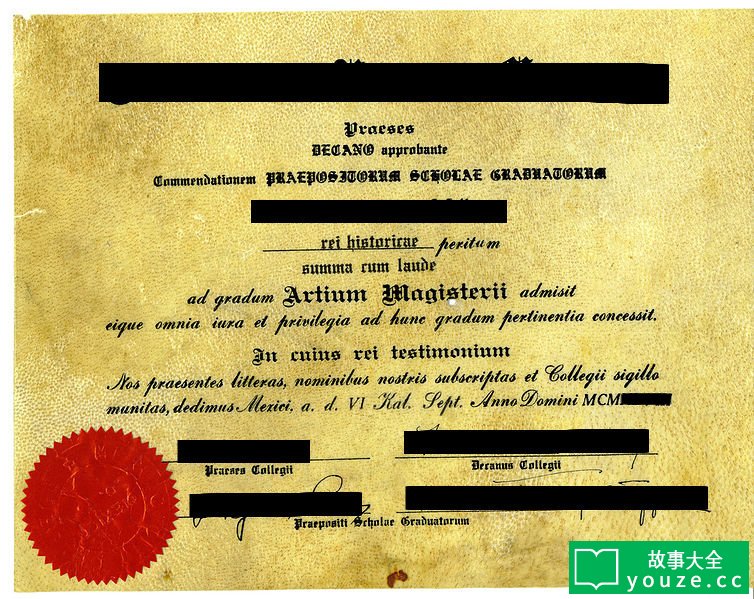 Praeses
DECANO approbante
Commendationem PRAEPOSITORUM SCHOLAE GRADUATORUM
rei historicae peritum
summa cum laude
ad gradum Artium Magisterii admisit
eique omnia iura et privilegia ad hunc gradum pertinentia concessit.
In cuius rei testimonium
Nos praesentes litteras, nominibus nostris subscriptas et Collegii sigillo
munitas, dedimus Mexici, a. d. VI Kal. Sept. Anno Domini MCM
Praeses Collegii
Decanus Collegii
Praepositi Scholae Graduatorum
故事大全
youze.cc